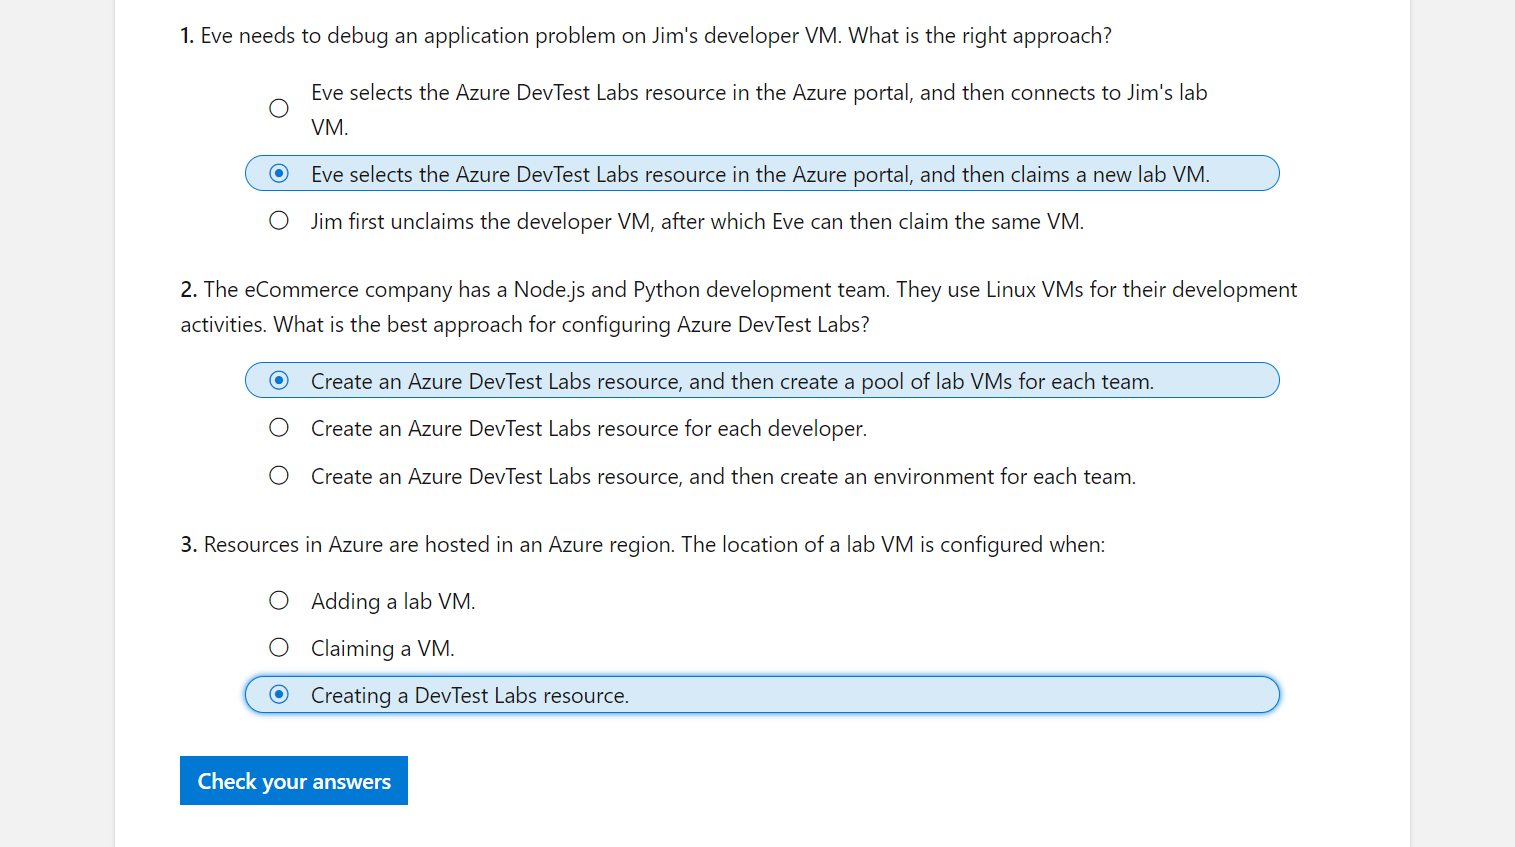 1. Eve needs to debug an application problem on Jim's developer VM. What is the right approach?
Eve selects the Azure DevTest Labs resource in the Azure portal, and then connects to Jim's lab
VM.
Eve selects the Azure DevTest Labs resource in the Azure portal, and then claims a new lab VM.
Jim first unclaims the developer VM, after which Eve can then claim the same VM.
2. The eCommerce company has a Node.js and Python development team. They use Linux VMs for their development
activities. What is the best approach for configuring Azure DevTest Labs?
Create an Azure DevTest Labs resource, and then create a pool of lab VMs for each team.
Create an Azure DevTest Labs resource for each developer.
Create an Azure DevTest Labs resource, and then create an environment for each team.
3. Resources in Azure are hosted in an Azure region. The location of a lab VM is configured when:
Adding a lab VM.
Claiming a VM.
Creating a DevTest Labs resource.
Check your answers